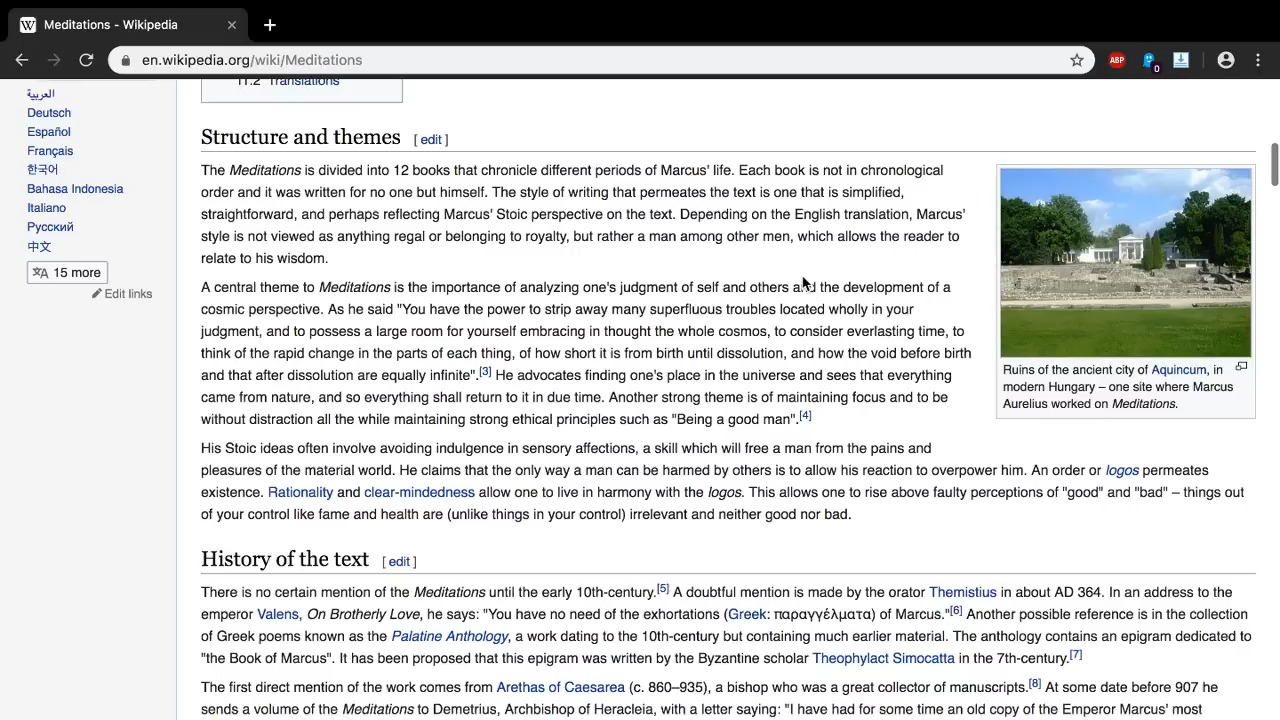 Meditations - Wikipedia
en.wikipedia.org/wiki/Meditations
ABP
0
العربية
Deutsch
Español
Français
한국어
Bahasa Indonesia
Italiano
Русский
中文
15 more
Edit links
11.2 Translations
Structure and themes [ edit ]
The Meditations is divided into 12 books that chronicle different periods of Marcus' life. Each book is not in chronological
order and it was written for no one but himself. The style of writing that permeates the text is one that is simplified,
straightforward, and perhaps reflecting Marcus' Stoic perspective on the text. Depending on the English translation, Marcus'
style is not viewed as anything regal or belonging to royalty, but rather a man among other men, which allows the reader to
relate to his wisdom.
A central theme to Meditations is the importance of analyzing one's judgment of self and others and the development of a
cosmic perspective. As he said "You have the power to strip away many superfluous troubles located wholly in your
judgment, and to possess a large room for yourself embracing in thought the whole cosmos, to consider everlasting time, to
think of the rapid change in the parts of each thing, of how short it is from birth until dissolution, and how the void before birth
and that after dissolution are equally infinite".[3] He advocates finding one's place in the universe and sees that everything
came from nature, and so everything shall return to it in due time. Another strong theme is of maintaining focus and to be
without distraction all the while maintaining strong ethical principles such as "Being a good man".[4]
Ruins of the ancient city of Aquincum, in
modern Hungary – one site where Marcus
Aurelius worked on Meditations.
His Stoic ideas often involve avoiding indulgence in sensory affections, a skill which will free a man from the pains and
pleasures of the material world. He claims that the only way a man can be harmed by others is to allow his reaction to overpower him. An order or logos permeates
existence. Rationality and clear-mindedness allow one to live in harmony with the logos. This allows one to rise above faulty perceptions of "good" and "bad" – things out
of your control like fame and health are (unlike things in your control) irrelevant and neither good nor bad.
History of the text [ edit ]
There is no certain mention of the Meditations until the early 10th-century.[5] A doubtful mention is made by the orator Themistius in about AD 364. In an address to the
emperor Valens, On Brotherly Love, he says: "You have no need of the exhortations (Greek: παραγγέλματα) of Marcus."[6] Another possible reference is in the collection
of Greek poems known as the Palatine Anthology, a work dating to the 10th-century but containing much earlier material. The anthology contains an epigram dedicated to
"the Book of Marcus". It has been proposed that this epigram was written by the Byzantine scholar Theophylact Simocatta in the 7th-century.[7]
The first direct mention of the work comes from Arethas of Caesarea (c. 860–935), a bishop who was a great collector of manuscripts.[8] At some date before 907 he
sends a volume of the Meditations to Demetrius, Archbishop of Heracleia, with a letter saying: "I have had for some time an old copy of the Emperor Marcus' most